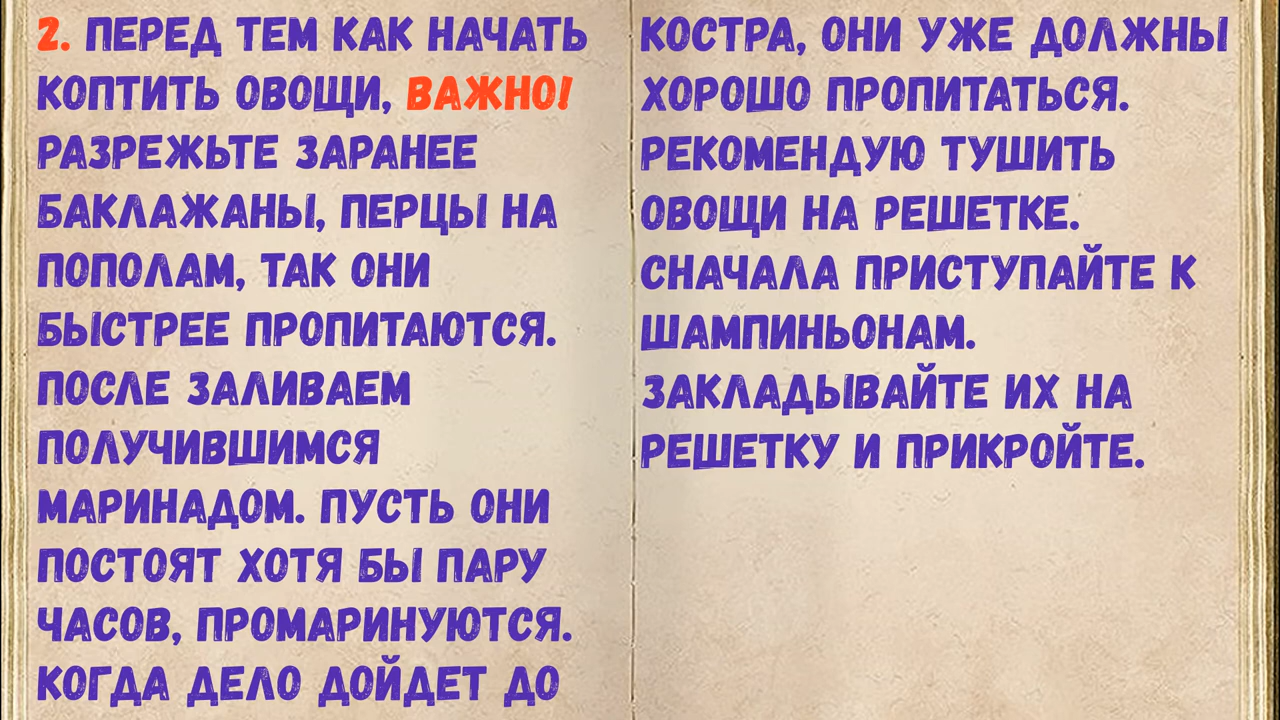 2. ПЕРЕД ТЕМ КАК НАЧАТЬ
КОПТИТЬ ОВОЩИ, ВАЖНО!
РАЗРЕЖЬТЕ ЗАРАНЕЕ
БАКЛАЖАНЫ, ПЕРЦЫ НА
ПОПОЛАМ, ТАК ОНИ
БЫСТРЕЕ ПРОПИТАЮТСЯ.
ПОСЛЕ ЗАЛИВАЕМ
ПОЛУЧИВШИМСЯ
МАРИНАДОМ. ПУСТЬ ОНИ
ПОСТОЯТ ХОТЯ БЫ ПАРУ
ЧАСОВ, ПРОМАРИНУЮТСЯ.
КОГДА ДЕЛО ДОЙДЕТ ДО
КОСТРА, ОНИ УЖЕ ДОЛЖНЫ
ХОРОШО ПРОПИТАТЬСЯ.
РЕКОМЕНДУЮ ТУШИТЬ
ОВОЩИ НА РЕШЕТКЕ.
СНАЧАЛА ПРИСТУПАЙТЕ К
ШАМПИНЬОНАМ.
ЗАКЛАДЫВАЙТЕ ИХ НА
РЕШЕТКУ И ПРИКРОЙТЕ.